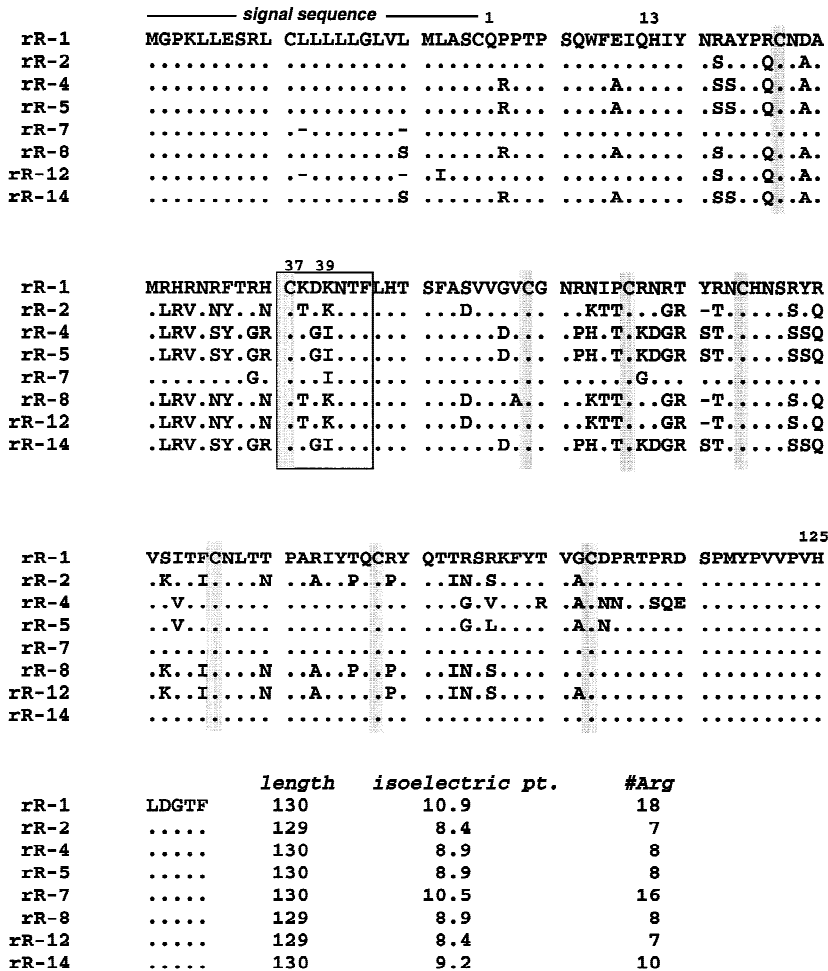 signal sequence 1 13
rR-1 MGPKLLESRL CLLLLLGLVL MLASCQPPTP SQWFEIQHIY NRAYPRCNDA
rR-2 .......... .......... .......... .......... .S...Q..A.
rR-4 .......... .......... ......R... ....A..... .SS..Q..A.
rR-5 .......... .......... ......R... ....A..... .SS..Q..A.
rR-7 .......... .-.......- .......... .......... ..........
rR-8 .......... .........S ......R... ....A..... .S...Q..A.
rR-12 .......... .-.......- .I........ .......... .S...Q..A.
rR-14 .......... .........S ......R... ....A..... .SS..Q..A.
37 39
rR-1 MRHRNRFTRH CKDKNTFLHT SFASVVGVCG NRNIPCRNRT YRNCHNSRYR
rR-2 .LRV.NY..N .T.K...... ...D...... ..KTT...GR -T.....S.Q
rR-4 .LRV.SY.GR ..GI...... ......D... .PH.T.KDGR ST.....SSQ
rR-5 .LRV.SY.GR ..GI...... ......D... .PH.T.KDGR ST.....SSQ
rR-7 ........G. ...I...... .......... ......G... ..........
rR-8 .LRV.NY..N .T.K...... ...D...A.. ..KTT...GR -T.....S.Q
rR-12 .LRV.NY..N .T.K...... ...D...... ..KTT...GR -T.....S.Q
rR-14 .LRV.SY.GR ..GI...... ......D... .PH.T.KDGR ST.....SSQ
125
rR-1 VSITFCNLTT PARIYTQCRY QTTRSRKFYT VGCDPRTPRD SPMYPVVPVH
rR-2 .K..I....N ..A..P..P. ..IN.S.... .A........ ..........
rR-4 ..V....... .......... ...G.V...R .A.NN..SQE ..........
rR-5 ..V....... .......... ...G.L.... .A.N...... ..........
rR-7 .......... .......... .......... .......... ..........
rR-8 .K..I....N ..A..P..P. ..IN.S.... .......... ..........
rR-12 .K..I....N ..A.....P. ..IN.S.... .A........ ..........
rR-14 .......... .......... .......... .......... ..........
length isoelectric pt. #Arg
rR-1 LDGTF 130 10.9 18
rR-2 ..... 129 8.4 7
rR-4 ..... 130 8.9 8
rR-5 ..... 130 8.9 8
rR-7 ..... 130 10.5 16
rR-8 ..... 129 8.9 8
rR-12 ..... 129 8.4 7
rR-14 ..... 130 9.2 10